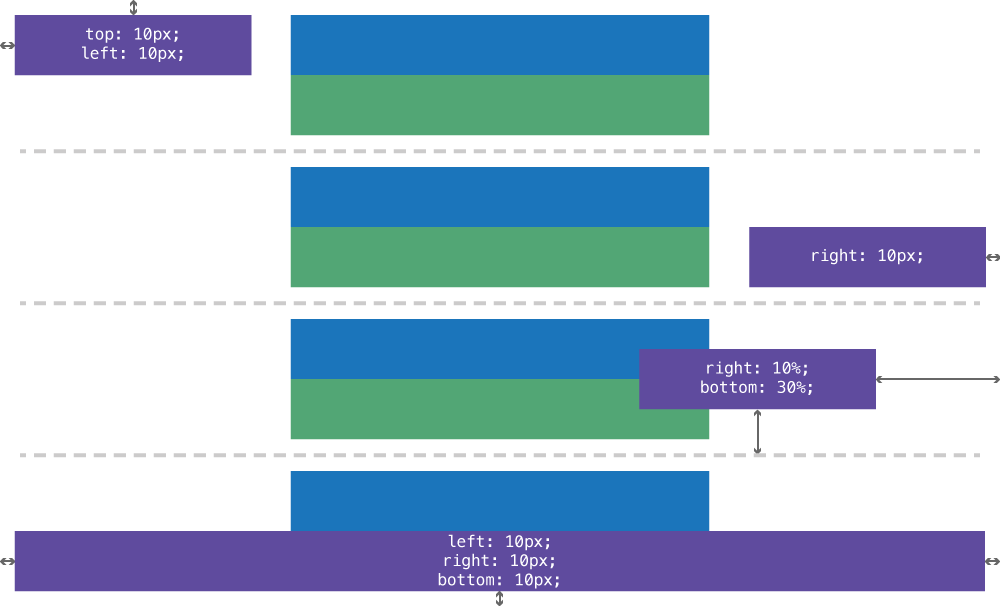 top: 10px;
left: 10px;
right: 10px;
right: 10%;
bottom: 30%;
left: 10px;
right: 10px;
bottom: 10px;